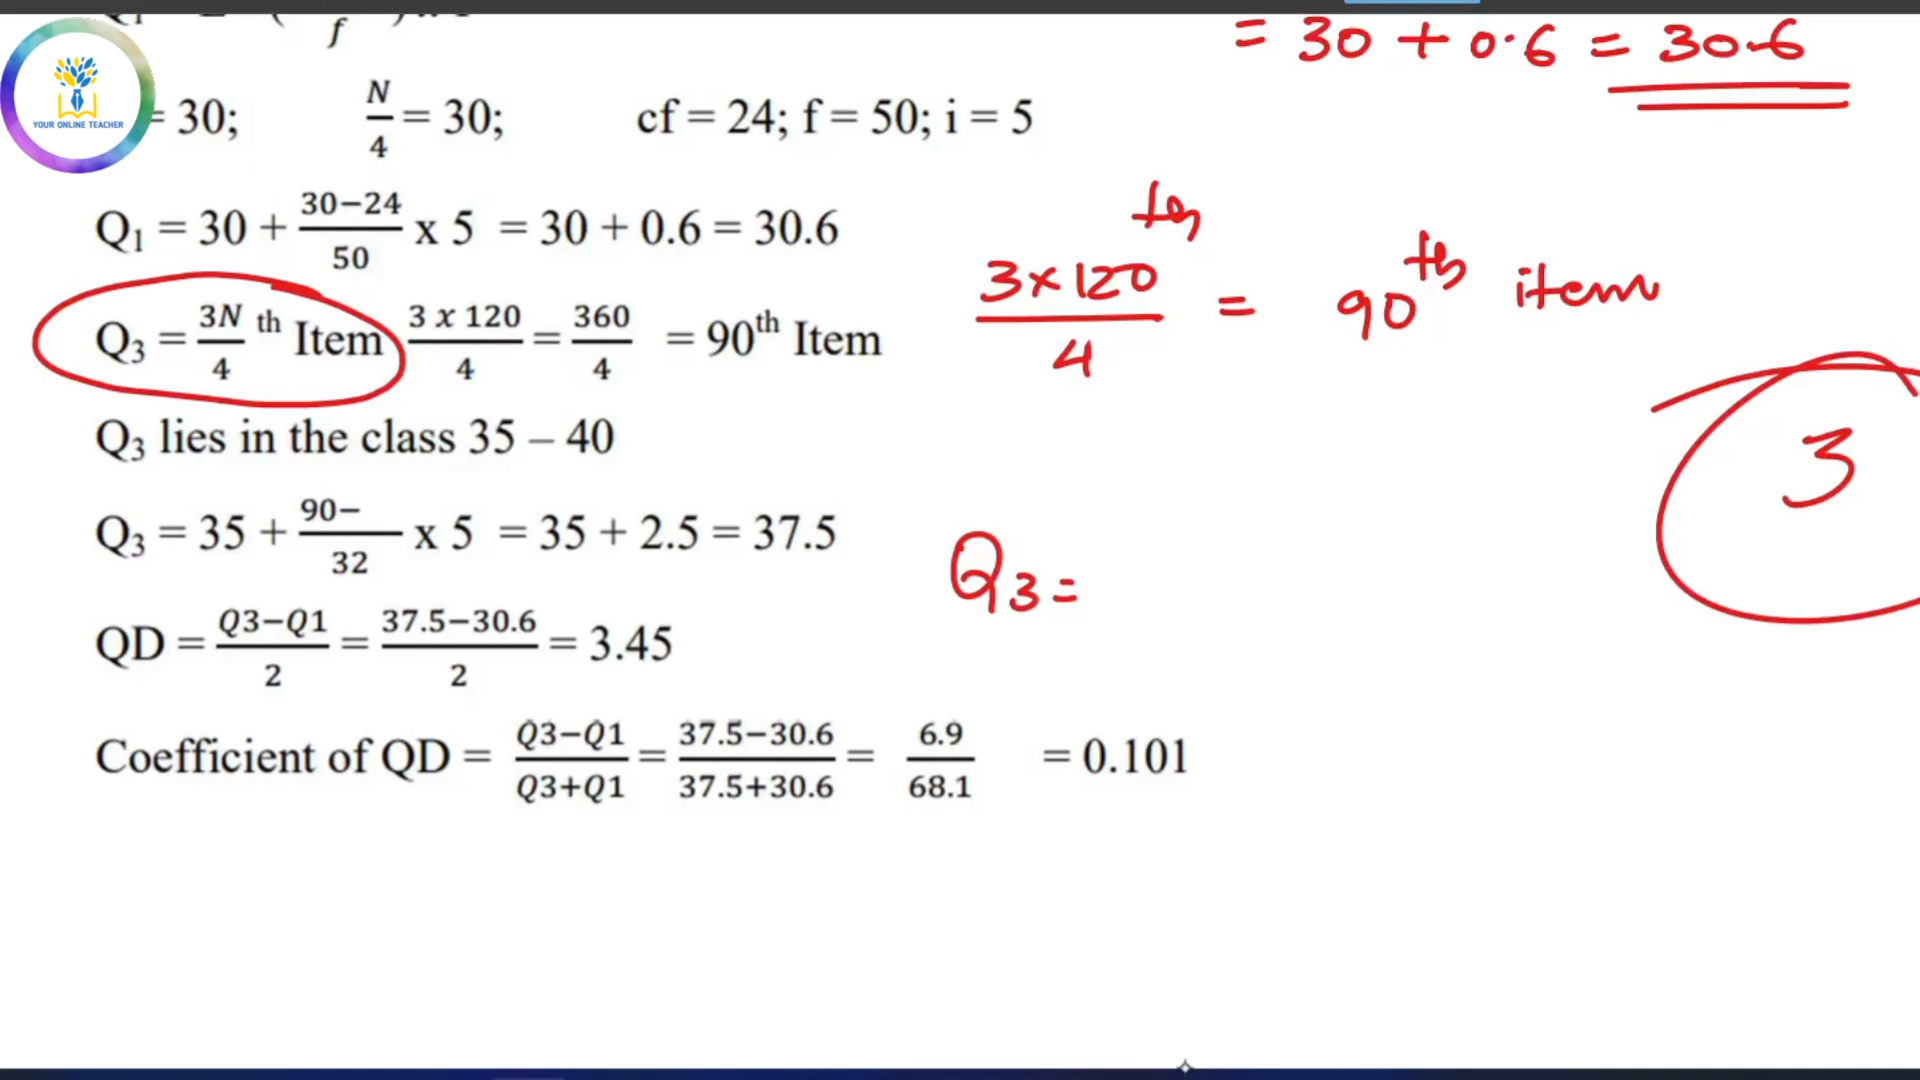 f
= 30 + 0.6 = 30.6
= 30; N/4 = 30; cf = 24; f = 50; i = 5
YOUR ONLINE TEACHER
Q₁ = 30 + 30−24/50 x 5 = 30 + 0.6 = 30.6
Q₃ = 3N/4 th Item 3 x 120/4 = 360/4 = 90th Item
3×120/4 th = 90th item
Q₃ lies in the class 35 – 40
3
Q₃ = 35 + 90−/32 x 5 = 35 + 2.5 = 37.5
Q₃ =
QD = Q3−Q1/2 = 37.5−30.6/2 = 3.45
Coefficient of QD = Q3−Q1/Q3+Q1 = 37.5−30.6/37.5+30.6 = 6.9/68.1 = 0.101